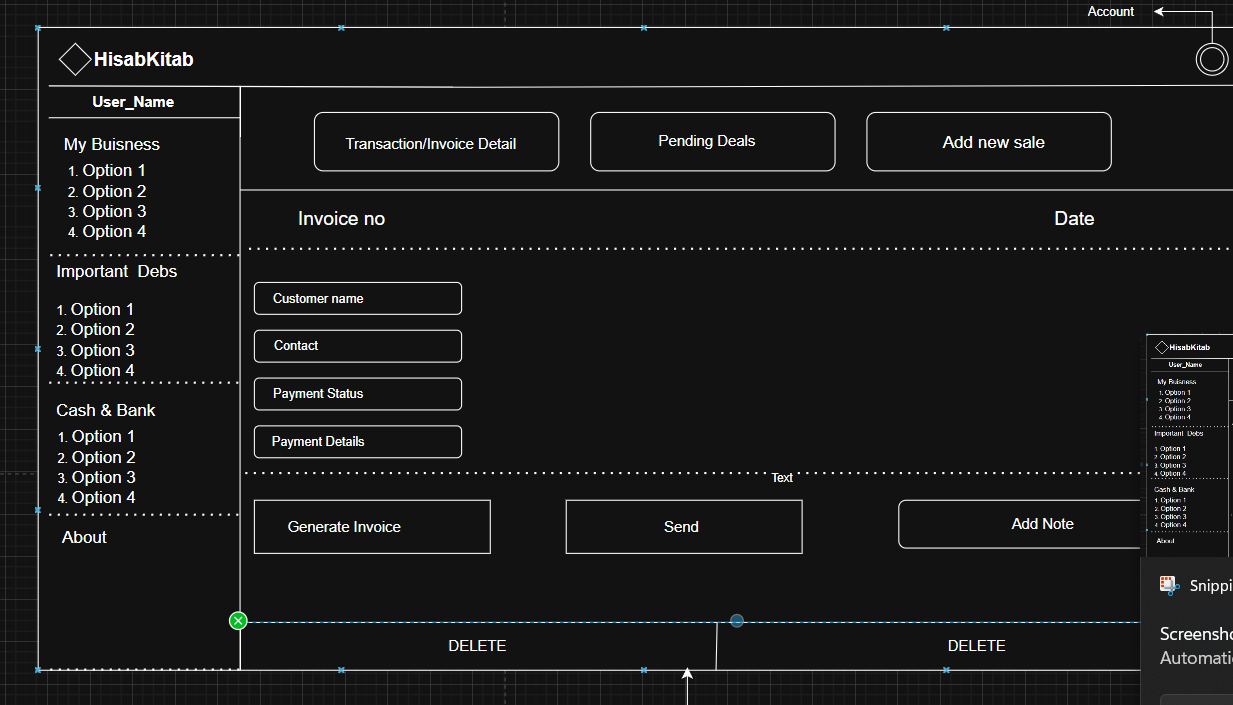 Account
HisabKitab
User_Name
Transaction/Invoice Detail
Pending Deals
Add new sale
My Buisness
1. Option 1
2. Option 2
3. Option 3
4. Option 4
Invoice no
Date
Important Debs
1. Option 1
2. Option 2
3. Option 3
4. Option 4
Customer name
Contact
Payment Status
Payment Details
Cash & Bank
1. Option 1
2. Option 2
3. Option 3
4. Option 4
Text
Generate Invoice
Send
Add Note
About
DELETE
DELETE
HisabKitab
User_Name
My Buisness
1. Option 1
2. Option 2
3. Option 3
4. Option 4
Important Debs
1. Option 1
2. Option 2
3. Option 3
4. Option 4
Cash & Bank
1. Option 1
2. Option 2
3. Option 3
4. Option 4
About
Snippi
Screensho
Automati